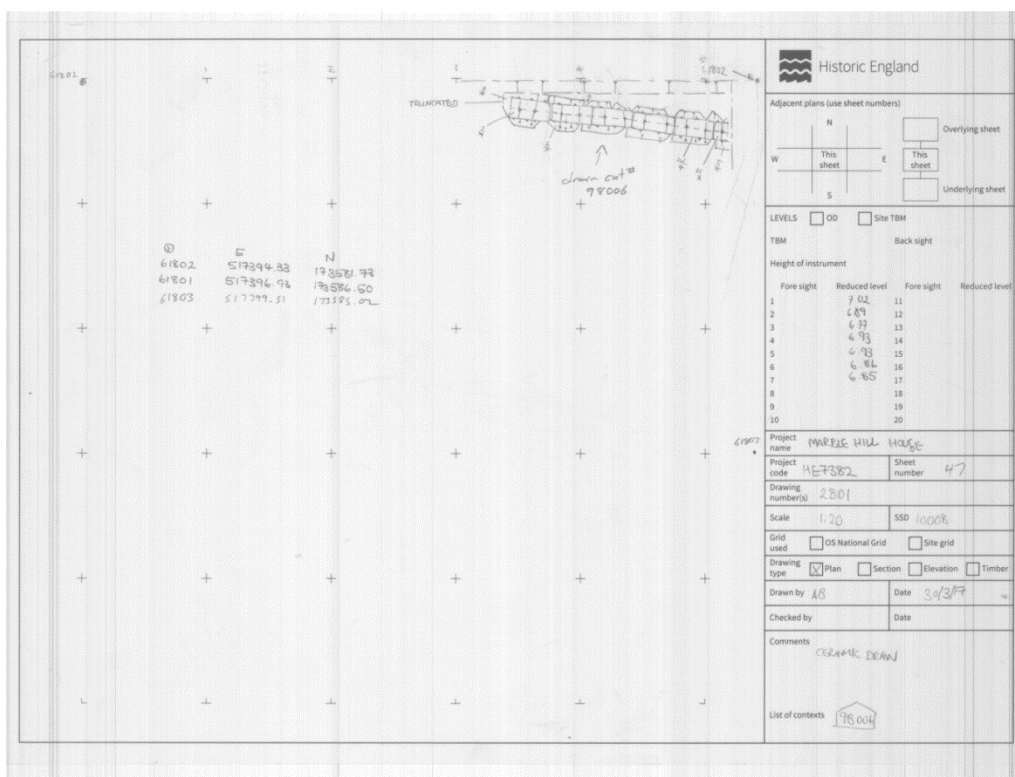 61802
1
2
3
4
5
61802
TRUNCATED
drain cxt #
98006
E
N
61802 517394.33 173581.73
61801 517396.93 173586.50
61803 517399.51 173585.02
Historic England
Adjacent plans (use sheet numbers)
N
W
This sheet
E
S
Overlying sheet
This sheet
Underlying sheet
LEVELS OD Site TBM
TBM Back sight
Height of instrument
Fore sight Reduced level Fore sight Reduced level
1 7.02 11
2 6.89 12
3 6.77 13
4 6.93 14
5 6.93 15
6 6.86 16
7 6.85 17
8 18
9 19
10 20
Project name MARBLE HILL HOUSE
Project code HE7382 Sheet number 47
Drawing number(s) 2801
Scale 1:20 SSD 10008
Grid used OS National Grid Site grid
Drawing type X Plan Section Elevation Timber
Drawn by AB Date 30/3/17
Checked by Date
Comments
CERAMIC DRAIN
List of contexts 98006